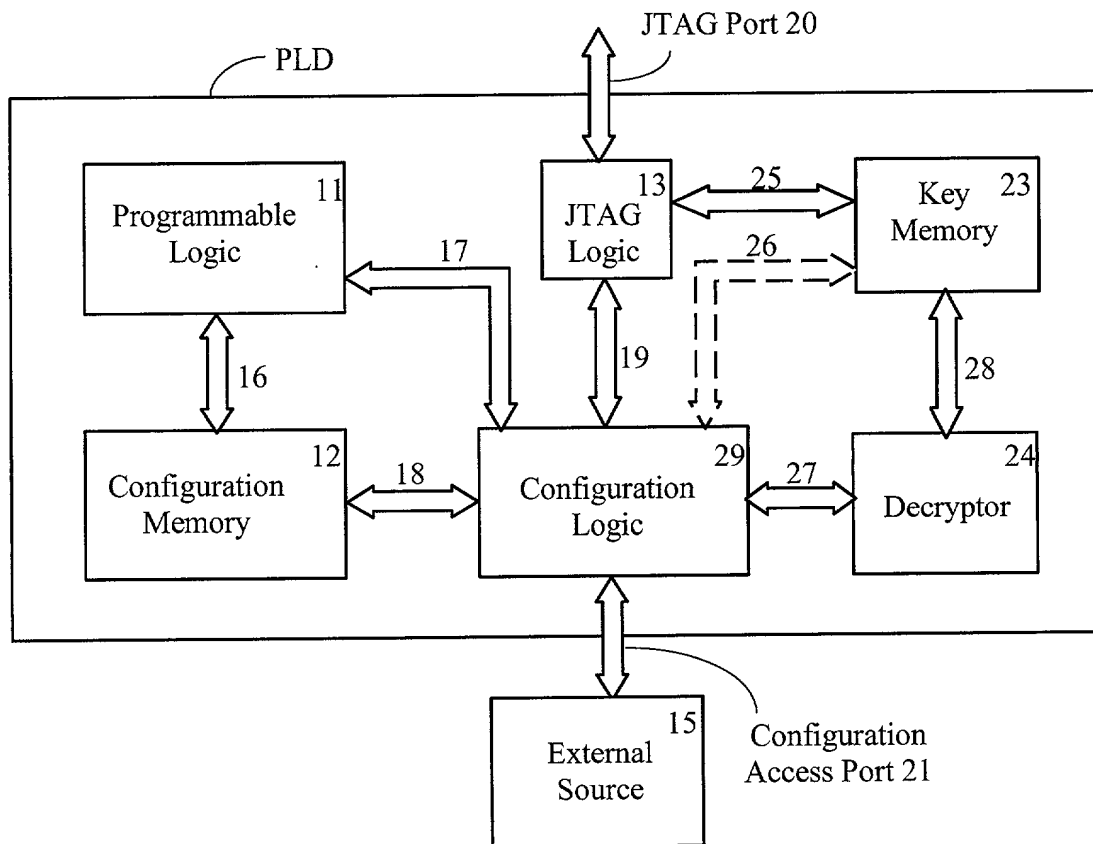 JTAG Port 20
PLD
11
Programmable
Logic
13
JTAG
Logic
25
23
Key
Memory
17
26
16
19
28
12
Configuration
Memory
18
29
Configuration
Logic
27
24
Decryptor
15
External
Source
Configuration
Access Port 21